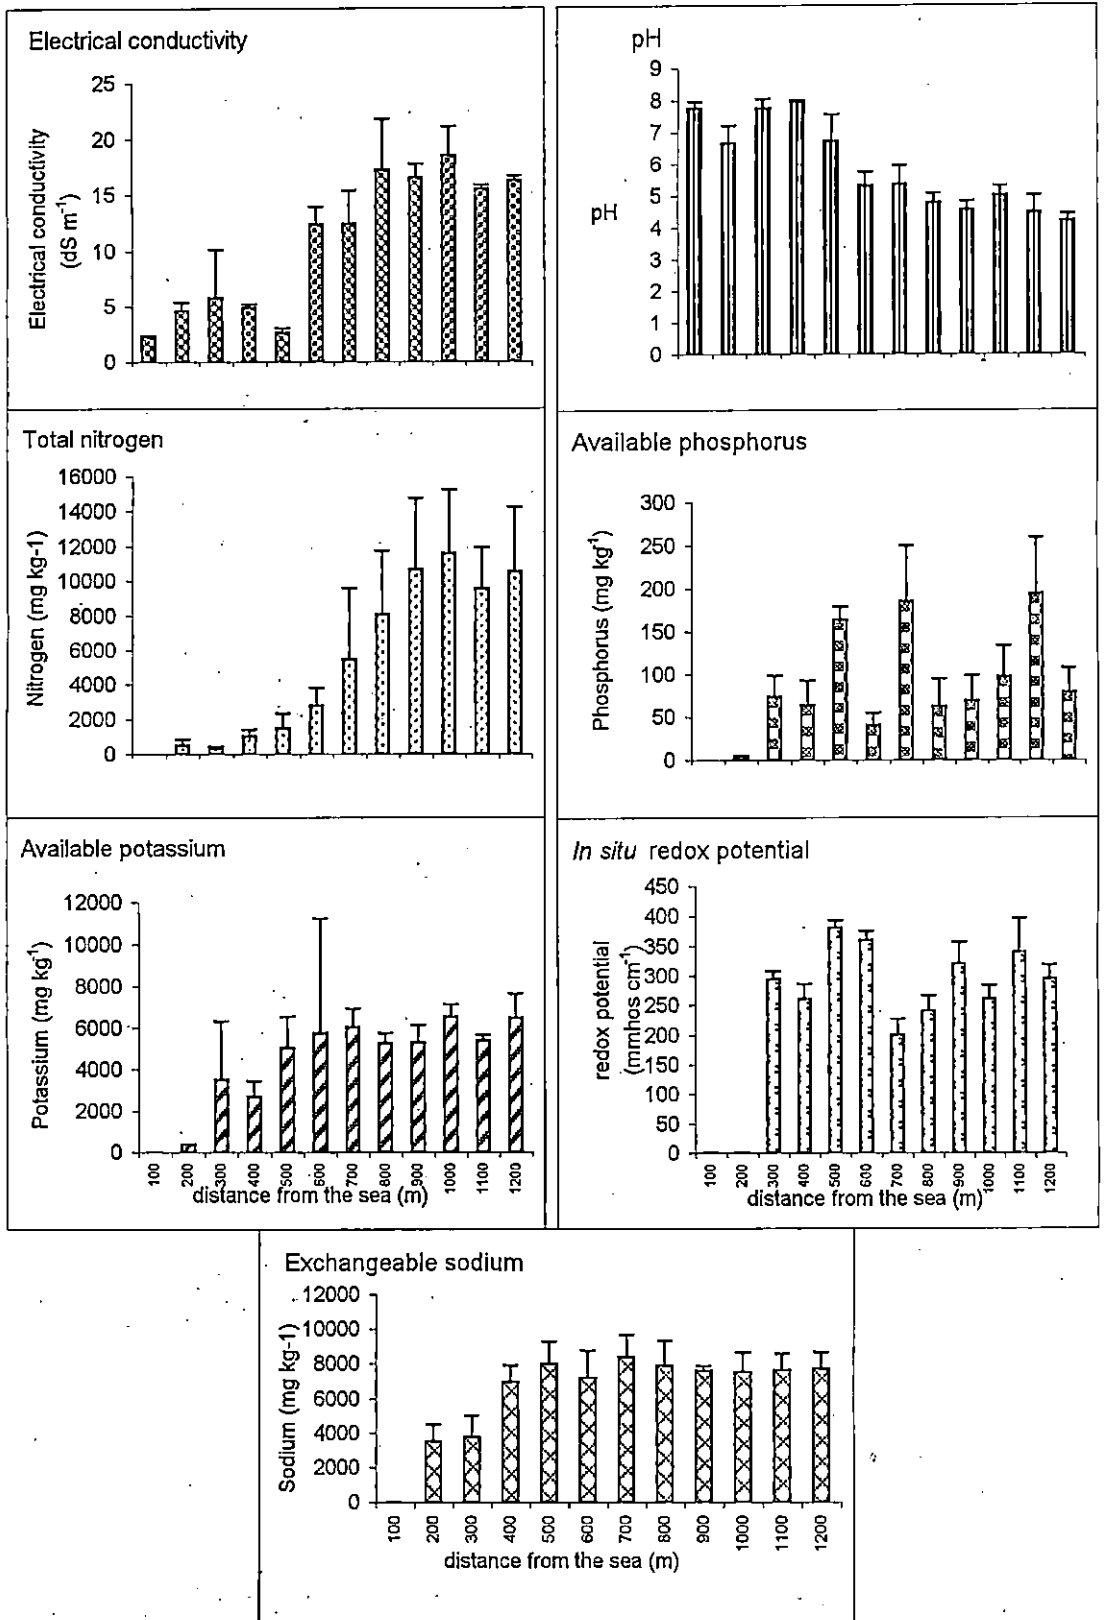 Electrical conductivity
25
20
15
10
5
0
Electrical conductivity
(dS m⁻¹)
pH
9
8
7
6
5
4
3
2
1
0
pH
Total nitrogen
16000
14000
12000
10000
8000
6000
4000
2000
0
Nitrogen (mg kg-1)
Available phosphorus
300
250
200
150
100
50
0
Phosphorus (mg kg⁻¹)
Available potassium
12000
10000
8000
6000
4000
2000
0
Potassium (mg kg⁻¹)
100 200 300 400 500 600 700 800 900 1000 1100 1200
distance from the sea (m)
In situ redox potential
450
400
350
300
250
200
150
100
50
0
redox potential
(mmhos cm⁻¹)
100 200 300 400 500 600 700 800 900 1000 1100 1200
distance from the sea (m)
Exchangeable sodium
12000
10000
8000
6000
4000
2000
0
Sodium (mg kg-1)
100 200 300 400 500 600 700 800 900 1000 1100 1200
distance from the sea (m)